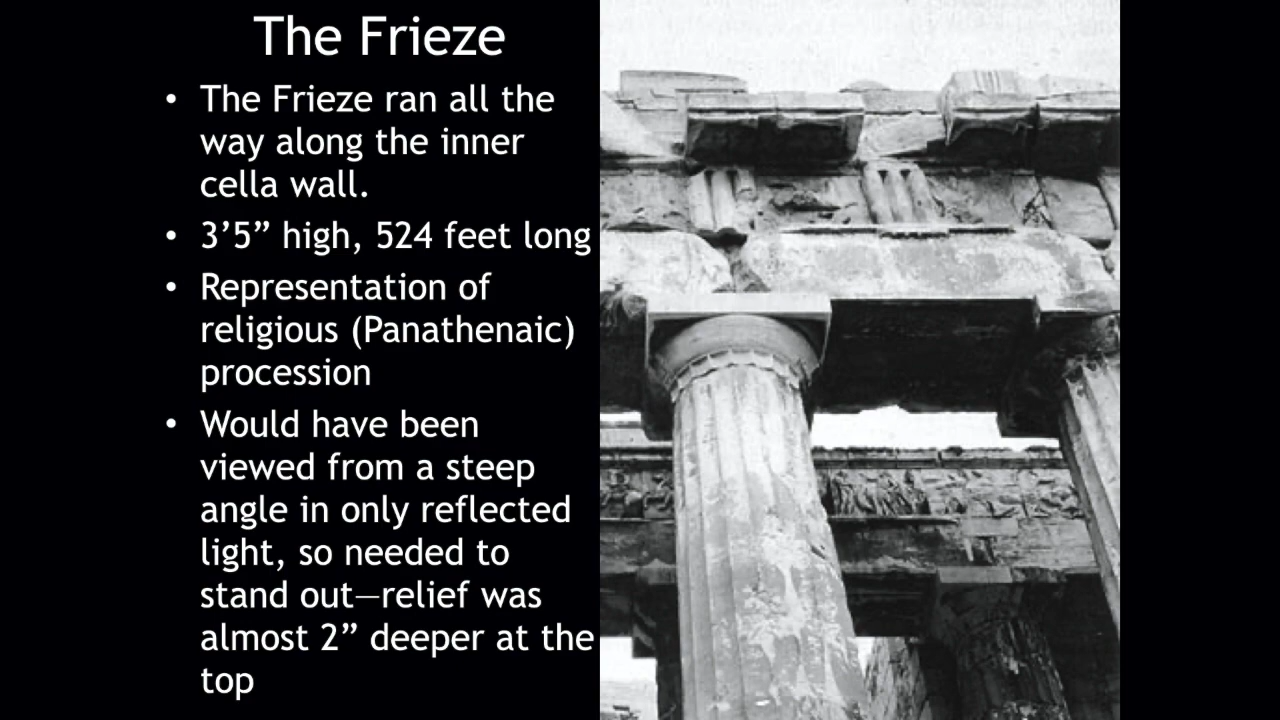 The Frieze
• The Frieze ran all the
way along the inner
cella wall.
• 3’5” high, 524 feet long
• Representation of
religious (Panathenaic)
procession
• Would have been
viewed from a steep
angle in only reflected
light, so needed to
stand out—relief was
almost 2” deeper at the
top